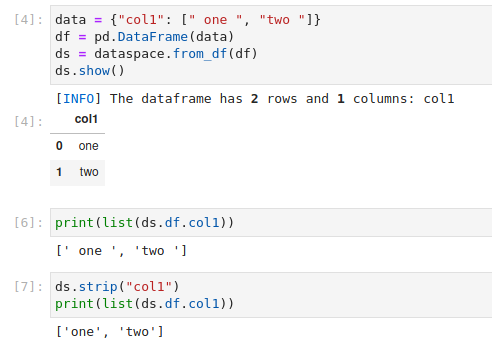 [4]: data = {"col1": [" one ", "two "]}
df = pd.DataFrame(data)
ds = dataspace.from_df(df)
ds.show()
[INFO] The dataframe has 2 rows and 1 columns: col1
[4]: col1
0 one
1 two
[6]: print(list(ds.df.col1))
[' one ', 'two ']
[7]: ds.strip("col1")
print(list(ds.df.col1))
['one', 'two']